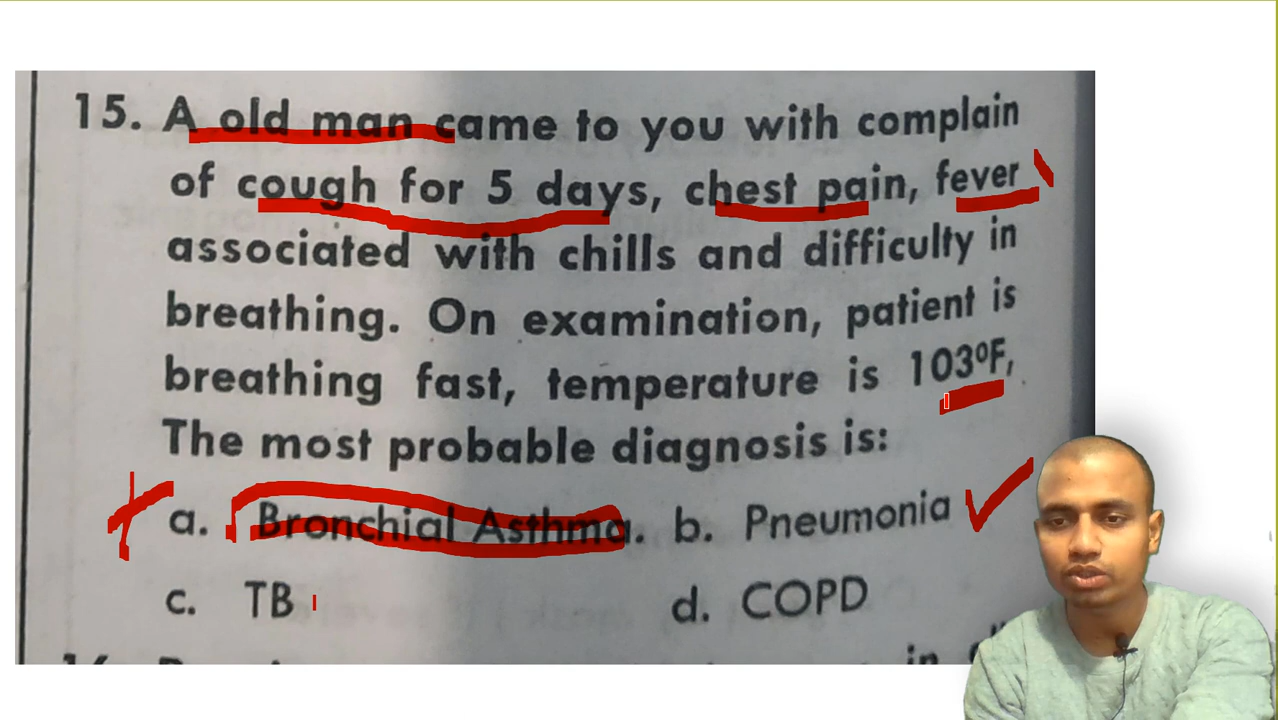 15. A old man came to you with complain
of cough for 5 days, chest pain, fever
associated with chills and difficulty in
breathing. On examination, patient is
breathing fast, temperature is 103ºF,
The most probable diagnosis is:
a. Bronchial Asthma. b. Pneumonia
c. TB d. COPD